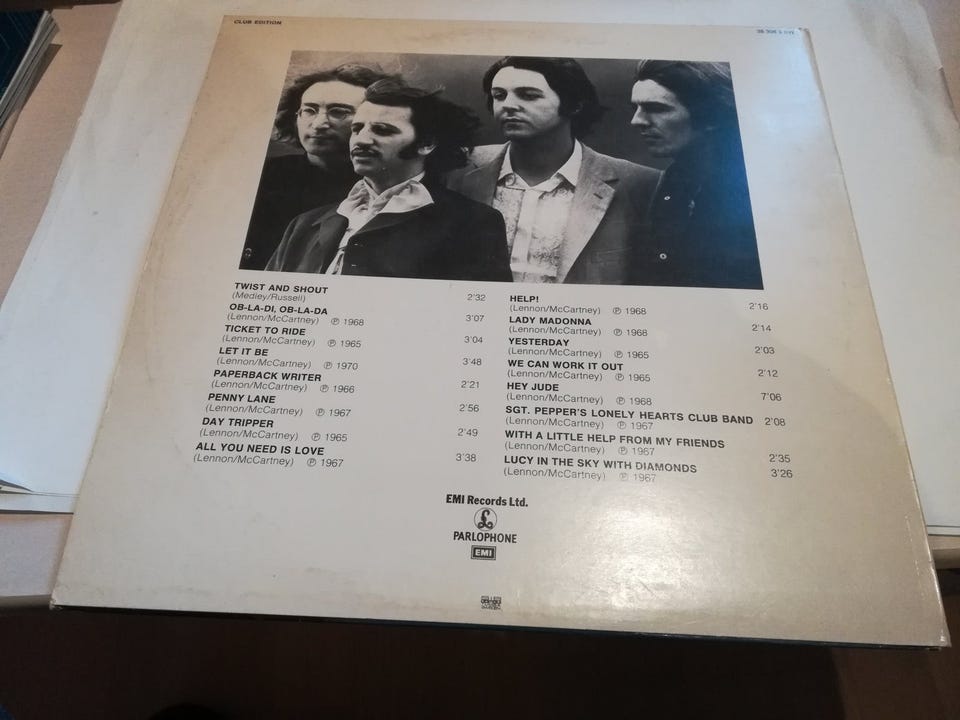 CLUB EDITION
TWIST AND SHOUT
(Medley/Russell) 2'32
OB-LA-DI, OB-LA-DA
(Lennon/McCartney) ℗ 1968 3'07
TICKET TO RIDE
(Lennon/McCartney) ℗ 1965 3'04
LET IT BE
(Lennon/McCartney) ℗ 1970 3'48
PAPERBACK WRITER
(Lennon/McCartney) ℗ 1966 2'21
PENNY LANE
(Lennon/McCartney) ℗ 1967 2'56
DAY TRIPPER
(Lennon/McCartney) ℗ 1965 2'49
ALL YOU NEED IS LOVE
(Lennon/McCartney) ℗ 1967 3'38
HELP!
(Lennon/McCartney) ℗ 1968 2'16
LADY MADONNA
(Lennon/McCartney) ℗ 1968 2'14
YESTERDAY
(Lennon/McCartney) ℗ 1965 2'03
WE CAN WORK IT OUT
(Lennon/McCartney) ℗ 1965 2'12
HEY JUDE
(Lennon/McCartney) ℗ 1968 7'06
SGT. PEPPER'S LONELY HEARTS CLUB BAND 2'08
(Lennon/McCartney) ℗ 1967
WITH A LITTLE HELP FROM MY FRIENDS
(Lennon/McCartney) ℗ 1967 2'35
LUCY IN THE SKY WITH DIAMONDS
(Lennon/McCartney) ℗ 1967 3'26
EMI Records Ltd.
PARLOPHONE
EMI